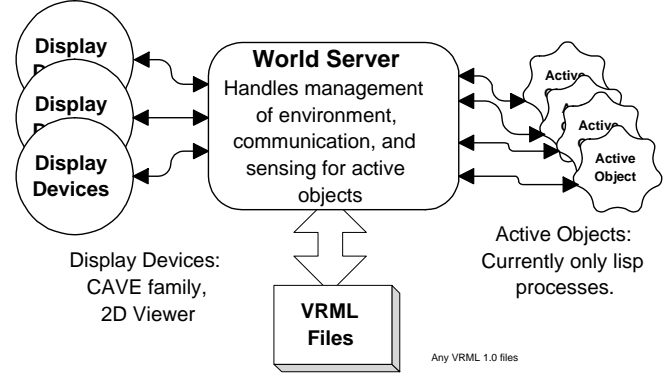 Display
Display
Display
Devices
World Server
Handles management
of environment,
communication, and
sensing for active
objects
Active
Active
Active
Object
Display Devices:
CAVE family,
2D Viewer
VRML
Files
Active Objects:
Currently only lisp
processes.
Any VRML 1.0 files